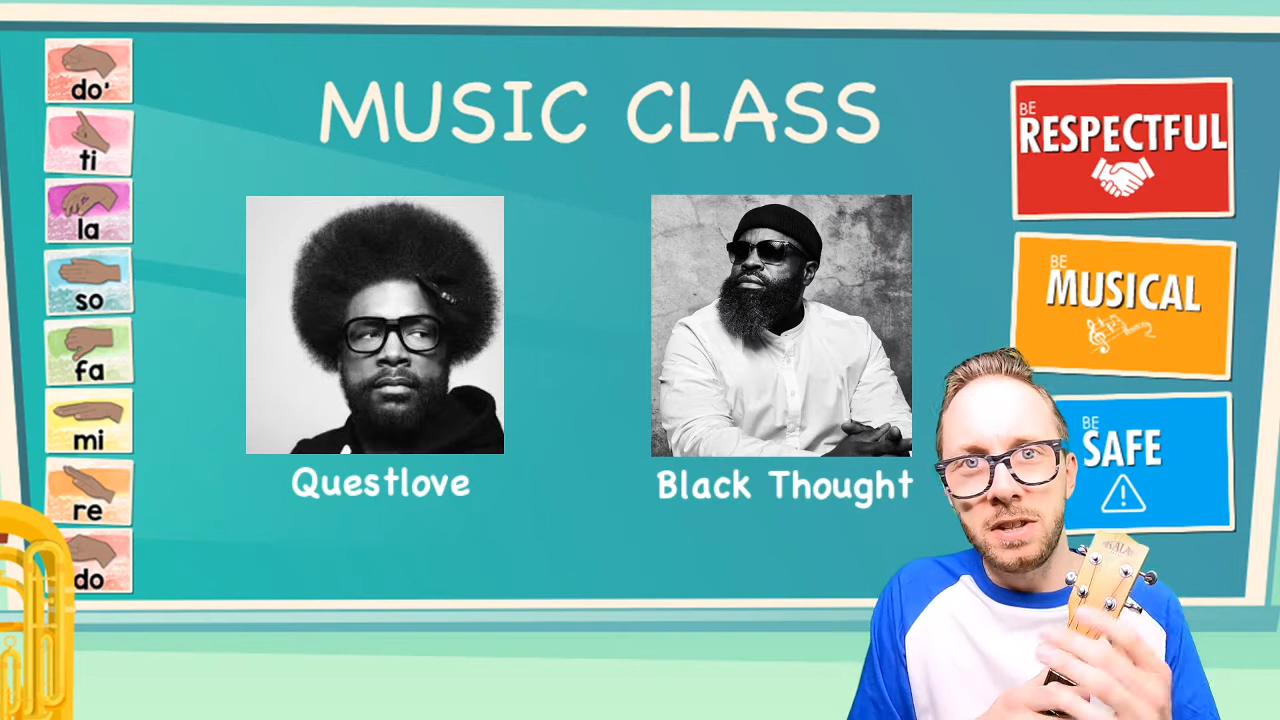 MUSIC CLASS
do'
ti
la
so
fa
mi
re
do
Questlove
Black Thought
BE
RESPECTFUL
BE
MUSICAL
BE
SAFE
KALA